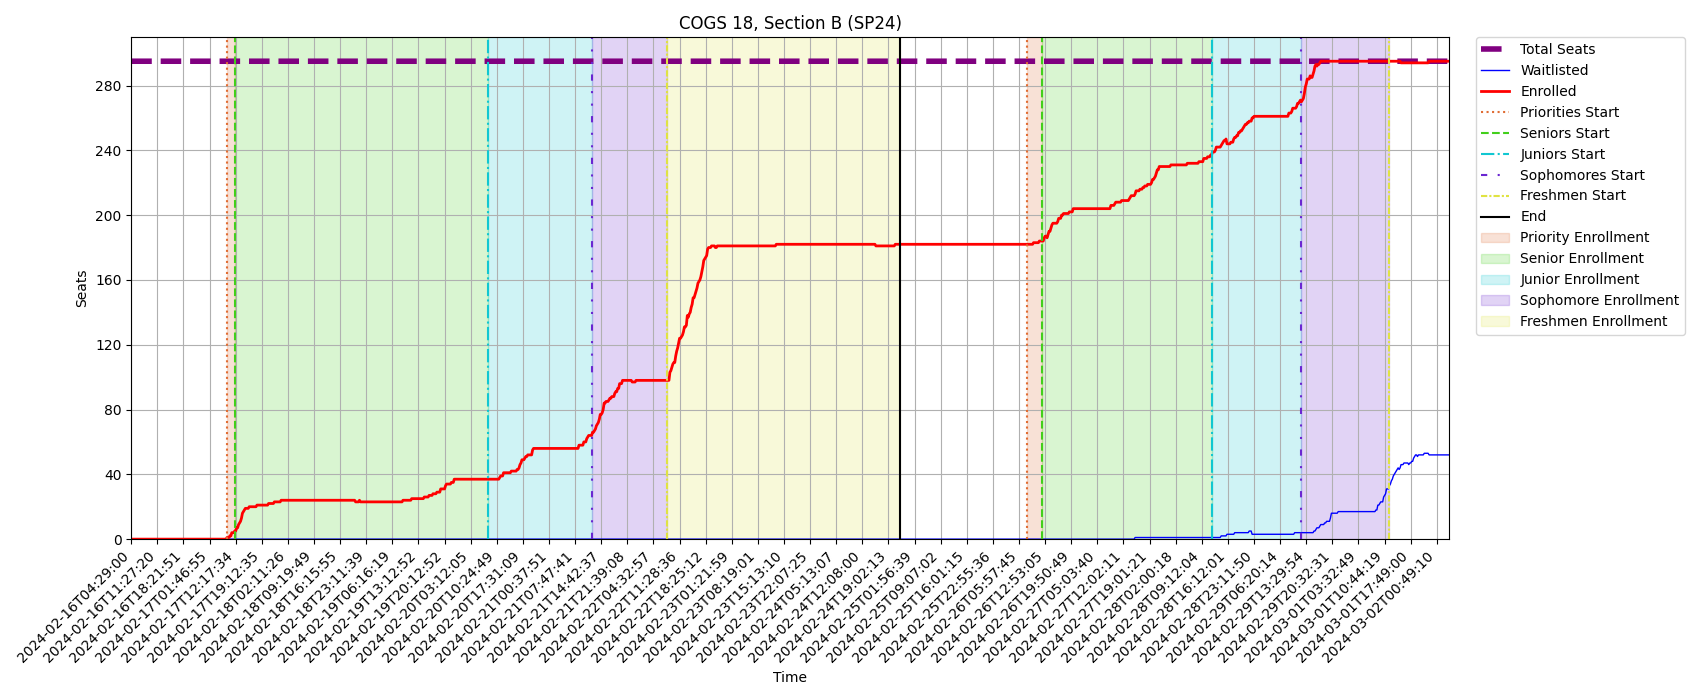 COGS 18, Section B (SP24)
Seats
280
240
200
160
120
80
40
0
2024-02-16T04:29:00
2024-02-16T11:27:20
2024-02-16T18:21:51
2024-02-17T01:46:55
2024-02-17T12:17:34
2024-02-17T19:12:35
2024-02-18T02:11:26
2024-02-18T09:19:49
2024-02-18T16:15:55
2024-02-18T23:11:39
2024-02-19T06:16:19
2024-02-19T13:12:52
2024-02-19T20:12:52
2024-02-20T03:12:05
2024-02-20T10:24:49
2024-02-20T17:31:09
2024-02-21T00:37:51
2024-02-21T07:47:41
2024-02-21T14:42:37
2024-02-21T21:39:08
2024-02-22T04:32:57
2024-02-22T11:28:36
2024-02-22T18:25:12
2024-02-23T01:21:59
2024-02-23T08:19:01
2024-02-23T15:13:10
2024-02-23T22:07:25
2024-02-24T05:13:07
2024-02-24T12:08:00
2024-02-24T19:02:13
2024-02-25T01:56:39
2024-02-25T09:07:02
2024-02-25T16:01:15
2024-02-25T22:55:36
2024-02-26T05:57:45
2024-02-26T12:53:05
2024-02-26T19:50:49
2024-02-27T05:03:40
2024-02-27T12:02:11
2024-02-27T19:01:21
2024-02-28T02:00:18
2024-02-28T09:12:04
2024-02-28T16:12:01
2024-02-28T23:11:50
2024-02-29T06:20:14
2024-02-29T13:29:54
2024-02-29T20:32:31
2024-03-01T03:32:49
2024-03-01T10:44:19
2024-03-01T17:49:00
2024-03-02T00:49:10
Time
Total Seats
Waitlisted
Enrolled
Priorities Start
Seniors Start
Juniors Start
Sophomores Start
Freshmen Start
End
Priority Enrollment
Senior Enrollment
Junior Enrollment
Sophomore Enrollment
Freshmen Enrollment